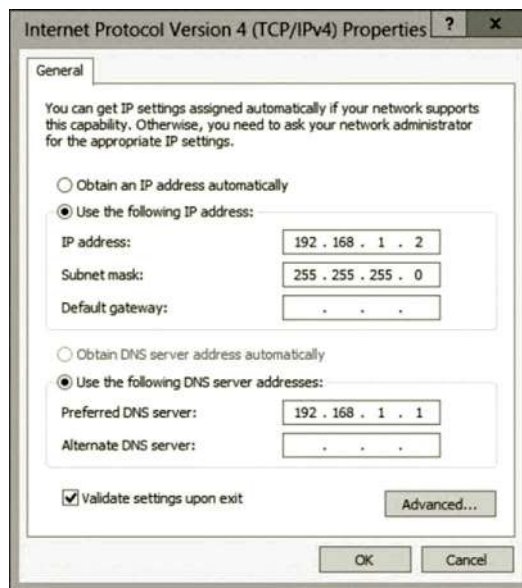 Internet Protocol Version 4 (TCP/IPv4) Properties ? x
General
You can get IP settings assigned automatically if your network supports
this capability. Otherwise, you need to ask your network administrator
for the appropriate IP settings.
Obtain an IP address automatically
Use the following IP address:
IP address: 192 . 168 . 1 . 2
Subnet mask: 255 . 255 . 255 . 0
Default gateway: . . .
Obtain DNS server address automatically
Use the following DNS server addresses:
Preferred DNS server: 192 . 168 . 1 . 1
Alternate DNS server: . . .
Validate settings upon exit
Advanced...
OK Cancel